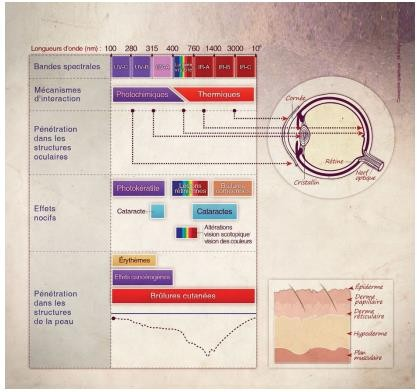 Longueurs d'onde (nm) : 100 280 315 400 760 1400 3000 10⁶
Bandes spectrales
UV-C UV-B UV-A IR-A IR-B IR-C
Mécanismes
d'interaction
Photochimiques
Thermiques
Pénétration
dans les
structures
oculaires
Cornée
Rétine
Nerf
optique
Cristallin
Effets
nocifs
Photokératite
Lésions
rétiniennes
Brûlures
cornéennes
Cataracte
Cataractes
Altérations
vision scotopique
vision des couleurs
Érythèmes
Effets cancérogènes
Brûlures cutanées
Pénétration
dans les
structures
de la peau
Épiderme
Derme
papillaire
Derme
réticulaire
Hypoderme
Plan
musculaire